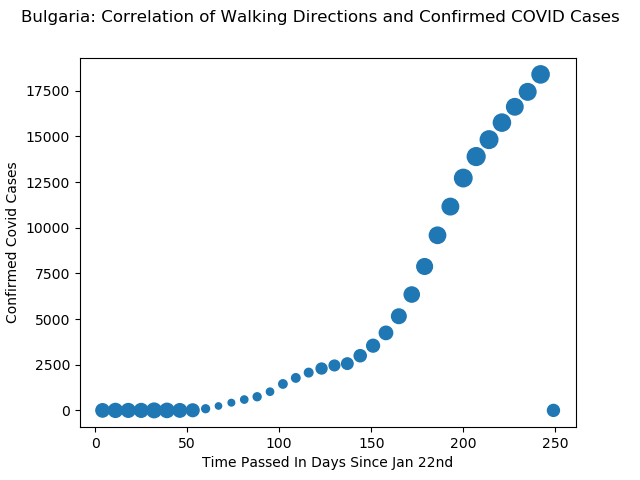 Bulgaria: Correlation of Walking Directions and Confirmed COVID Cases
17500
15000
12500
10000
7500
5000
2500
0
Confirmed Covid Cases
0 50 100 150 200 250
Time Passed In Days Since Jan 22nd